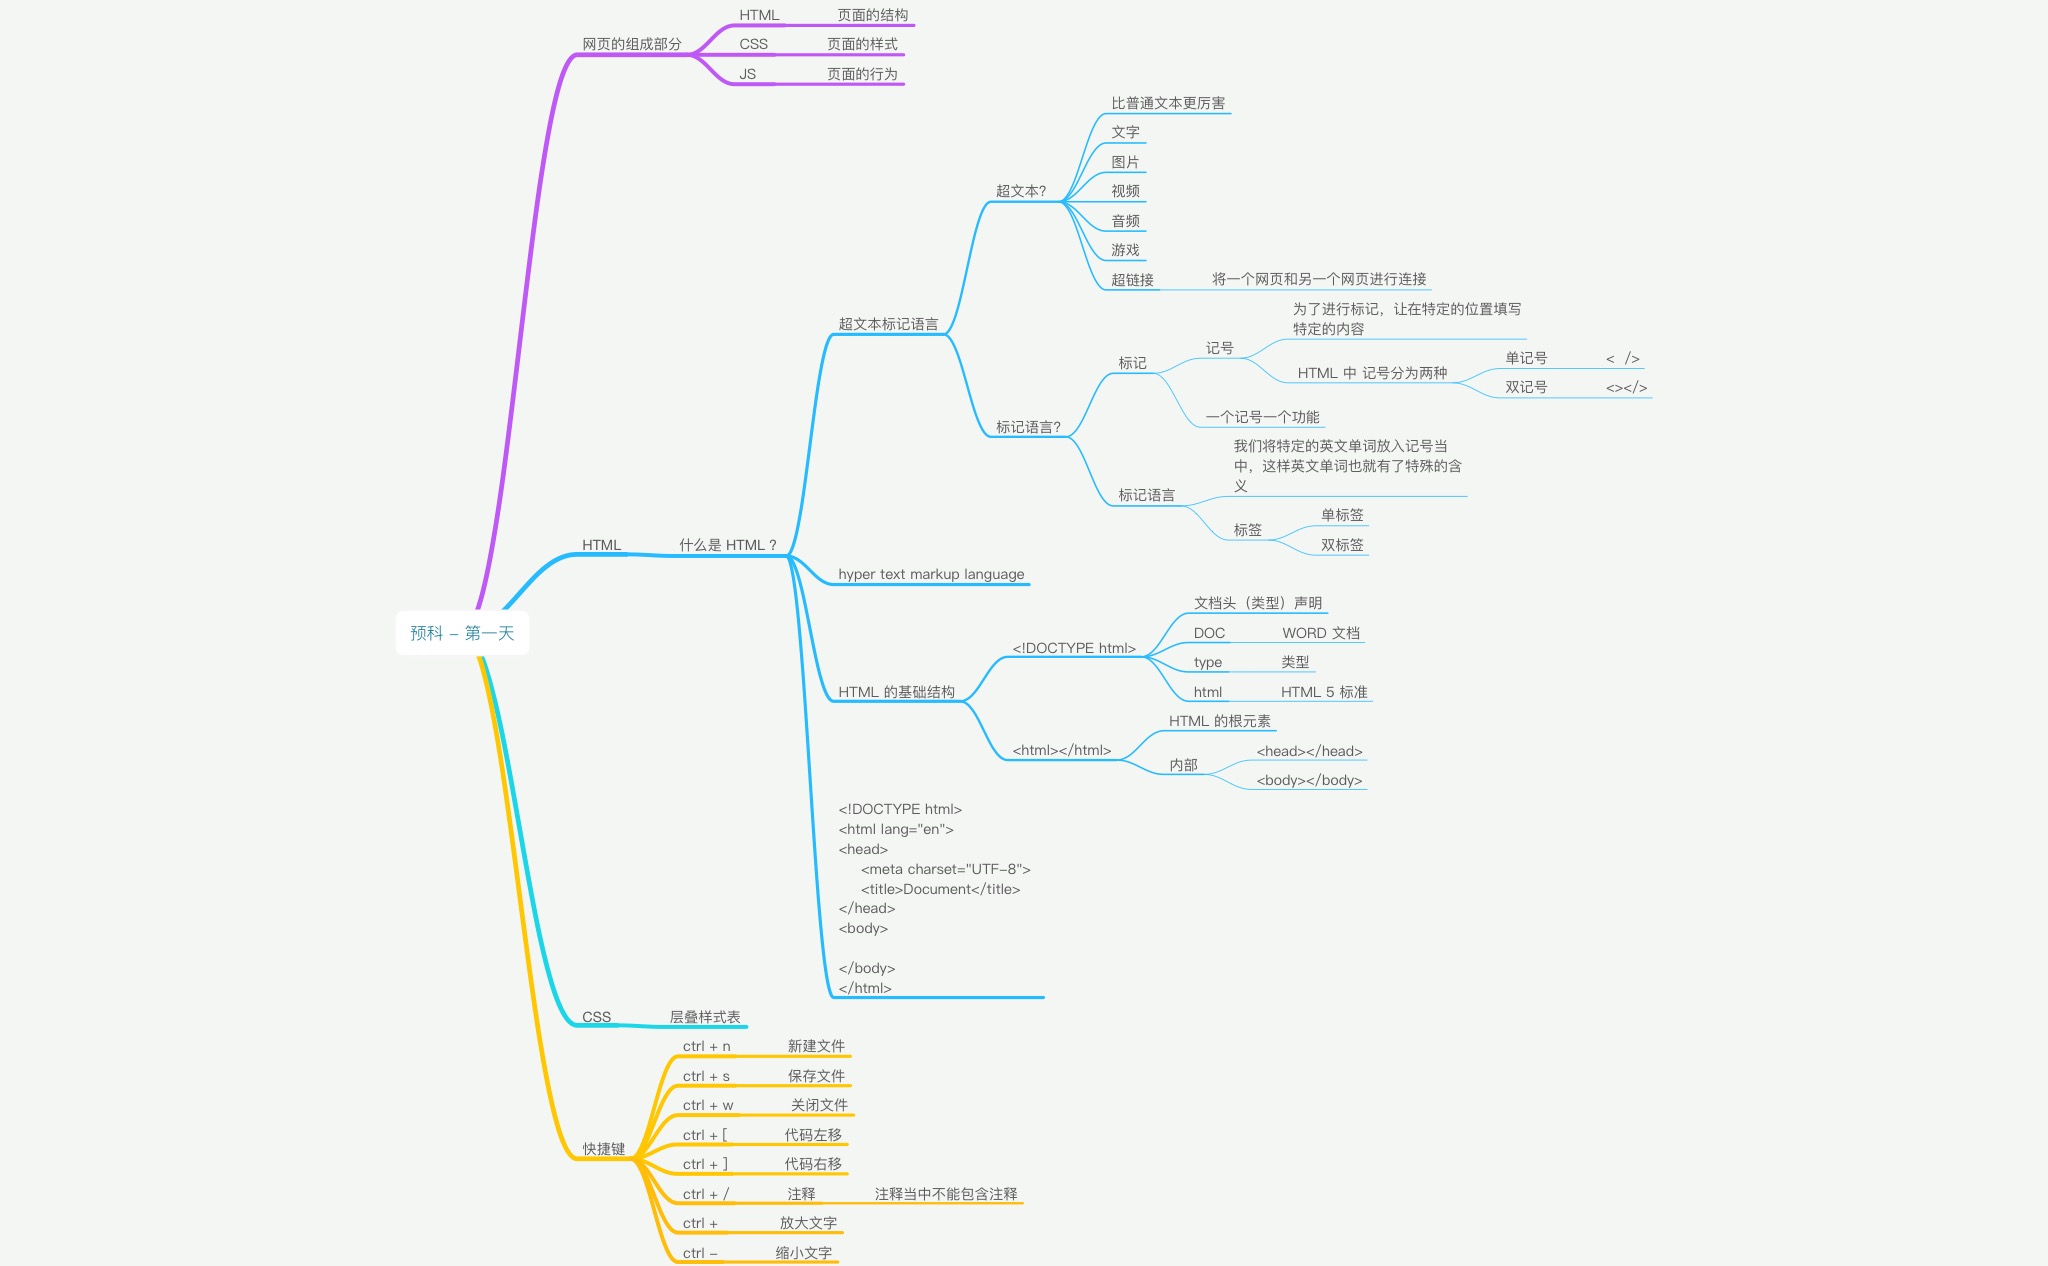 网页的组成部分
HTML 页面的结构
CSS 页面的样式
JS 页面的行为
预科 - 第一天
HTML
什么是 HTML ?
超文本标记语言
超文本?
比普通文本更厉害
文字
图片
视频
音频
游戏
超链接 将一个网页和另一个网页进行连接
标记语言?
标记
记号
为了进行标记，让在特定的位置填写
特定的内容
HTML 中 记号分为两种
单记号 < />
双记号 <></>
一个记号一个功能
标记语言
我们将特定的英文单词放入记号当
中，这样英文单词也就有了特殊的含
义
标签
单标签
双标签
hyper text markup language
HTML 的基础结构
<!DOCTYPE html>
文档头（类型）声明
DOC WORD 文档
type 类型
html HTML 5 标准
<html></html>
HTML 的根元素
内部
<head></head>
<body></body>
<!DOCTYPE html>
<html lang="en">
<head>
<meta charset="UTF-8">
<title>Document</title>
</head>
<body>
</body>
</html>
CSS 层叠样式表
快捷键
ctrl + n 新建文件
ctrl + s 保存文件
ctrl + w 关闭文件
ctrl + [ 代码左移
ctrl + ] 代码右移
ctrl + / 注释 注释当中不能包含注释
ctrl + 放大文字
ctrl - 缩小文字